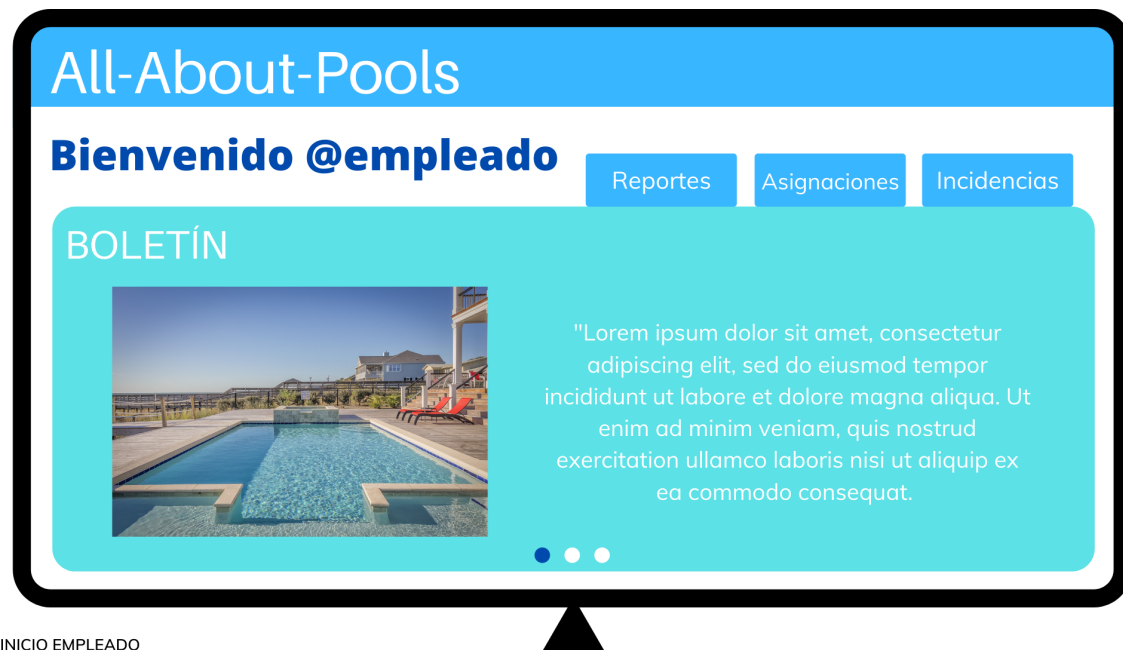 All-About-Pools
Bienvenido @empleado
Reportes
Asignaciones
Incidencias
BOLETÍN
"Lorem ipsum dolor sit amet, consectetur
adipiscing elit, sed do eiusmod tempor
incididunt ut labore et dolore magna aliqua. Ut
enim ad minim veniam, quis nostrud
exercitation ullamco laboris nisi ut aliquip ex
ea commodo consequat.
INICIO EMPLEADO